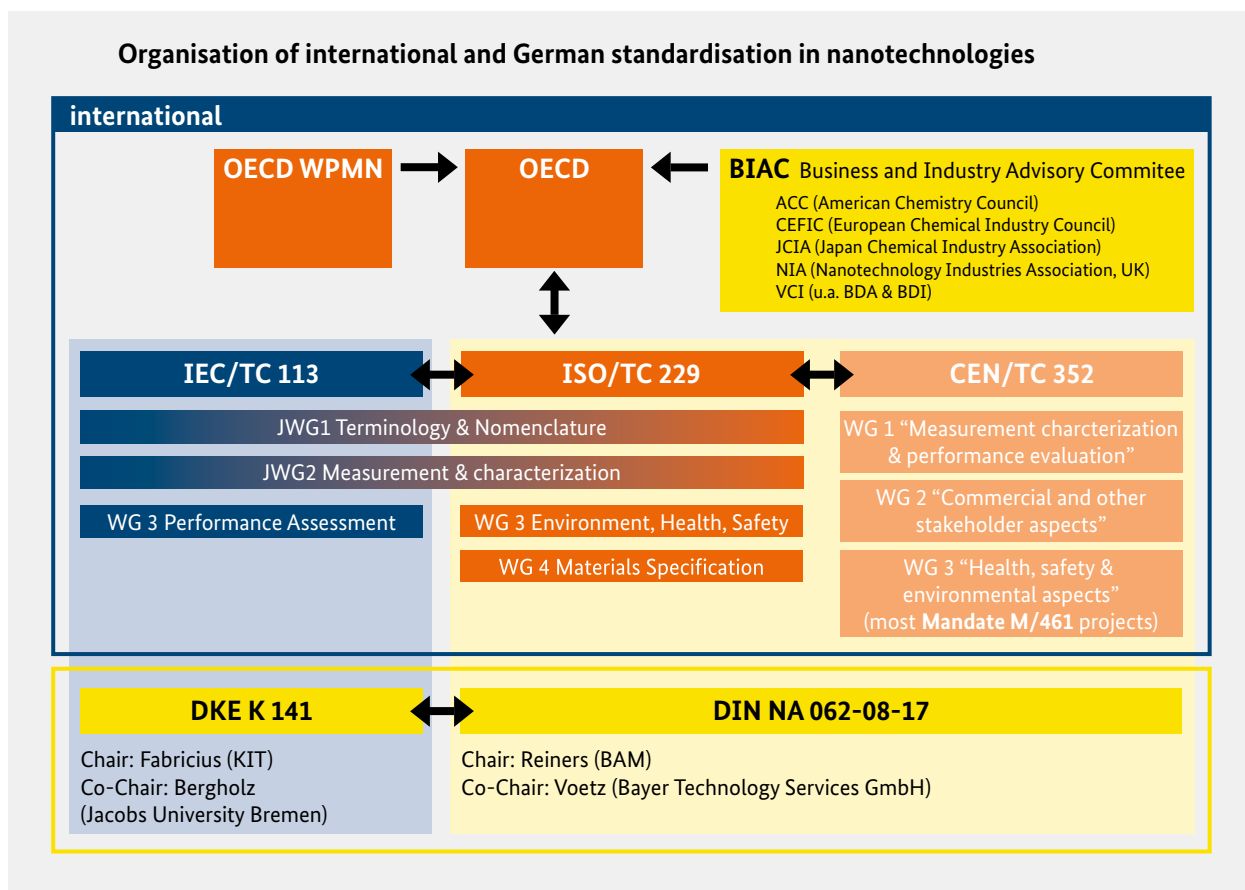 Organisation of international and German standardisation in nanotechnologies
international
OECD WPMN
OECD
BIAC Business and Industry Advisory Commitee
ACC (American Chemistry Council)
CEFIC (European Chemical Industry Council)
JCIA (Japan Chemical Industry Association)
NIA (Nanotechnology Industries Association, UK)
VCI (u.a. BDA & BDI)
IEC/TC 113
ISO/TC 229
CEN/TC 352
JWG1 Terminology & Nomenclature
JWG2 Measurement & characterization
WG 3 Performance Assessment
WG 3 Environment, Health, Safety
WG 4 Materials Specification
WG 1 “Measurement charcterization
& performance evaluation”
WG 2 “Commercial and other
stakeholder aspects”
WG 3 “Health, safety &
environmental aspects”
(most Mandate M/461 projects)
DKE K 141
DIN NA 062-08-17
Chair: Fabricius (KIT)
Co-Chair: Bergholz
(Jacobs University Bremen)
Chair: Reiners (BAM)
Co-Chair: Voetz (Bayer Technology Services GmbH)